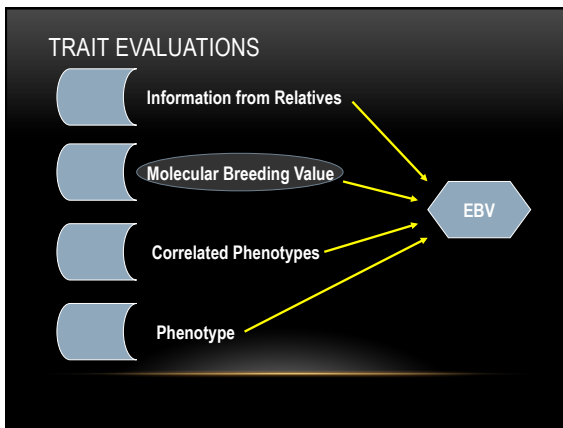 TRAIT EVALUATIONS
Information from Relatives
Molecular Breeding Value
EBV
Correlated Phenotypes
Phenotype